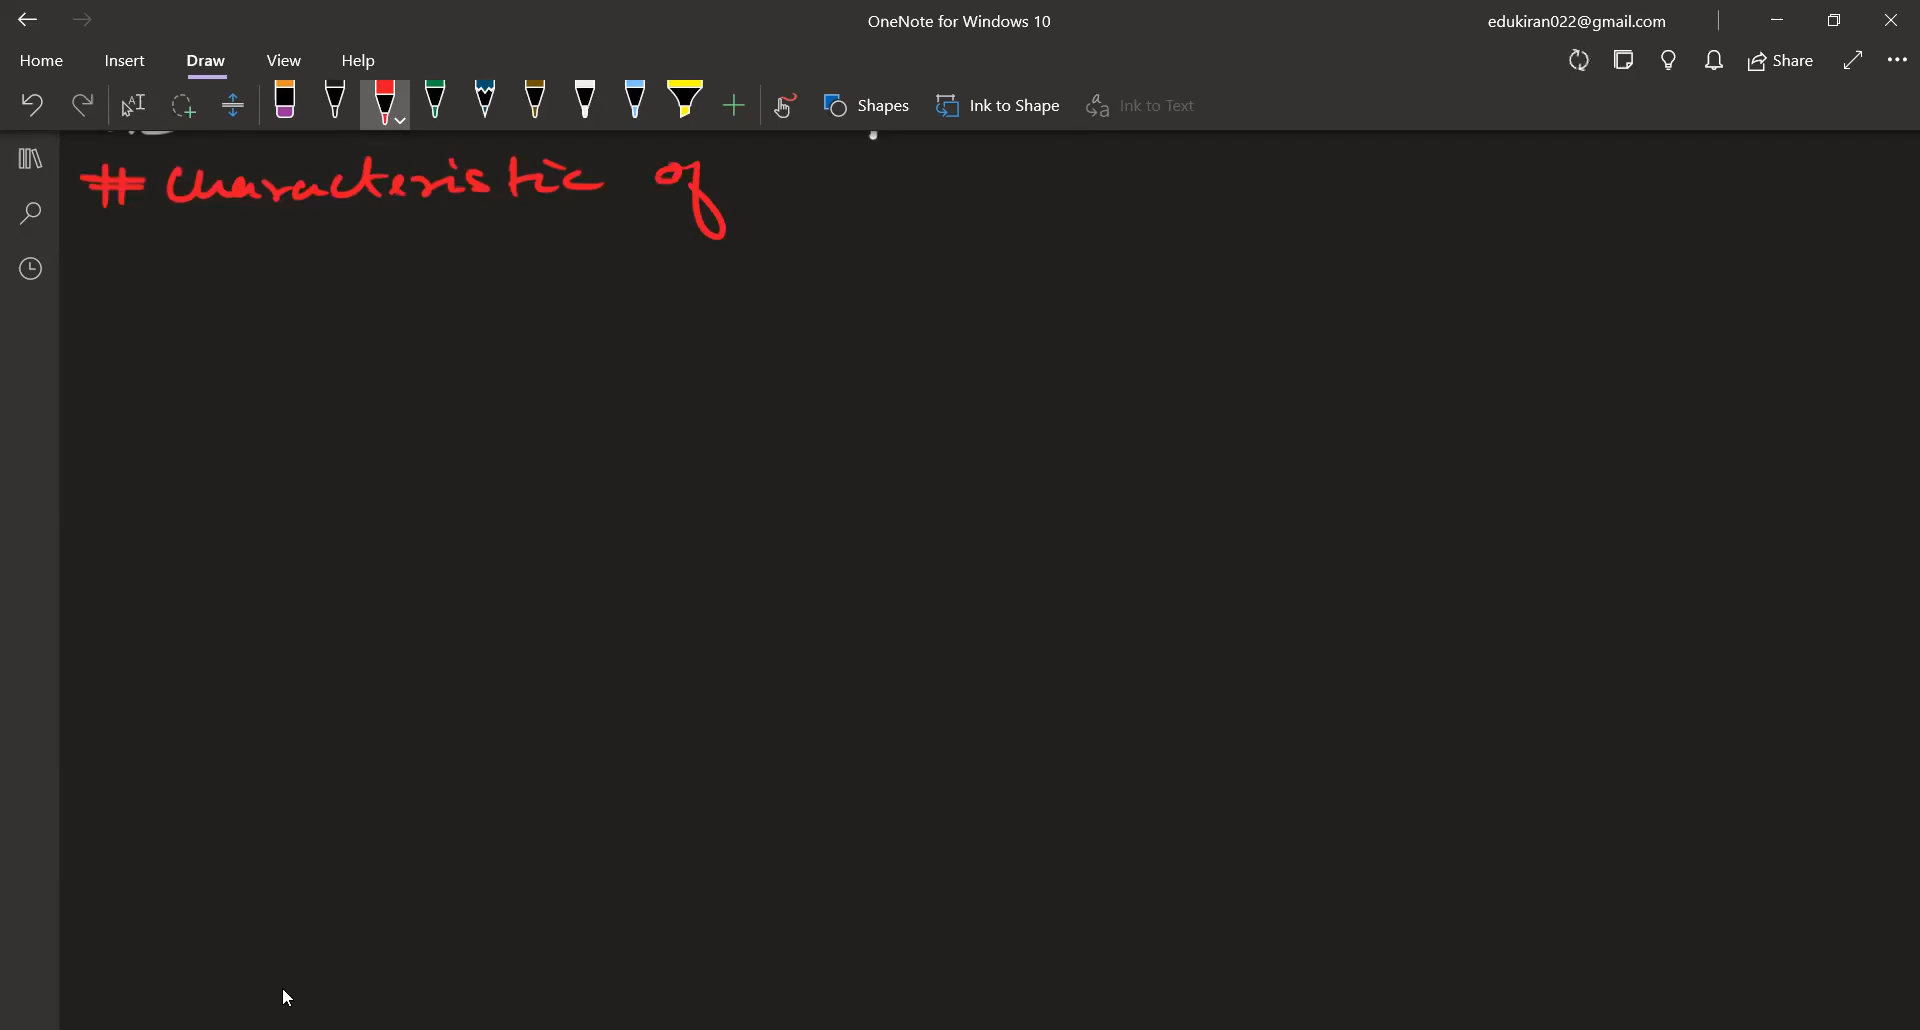 OneNote for Windows 10
edukiran022@gmail.com
Home Insert Draw View Help
Share
Shapes Ink to Shape Ink to Text
# characteristic of